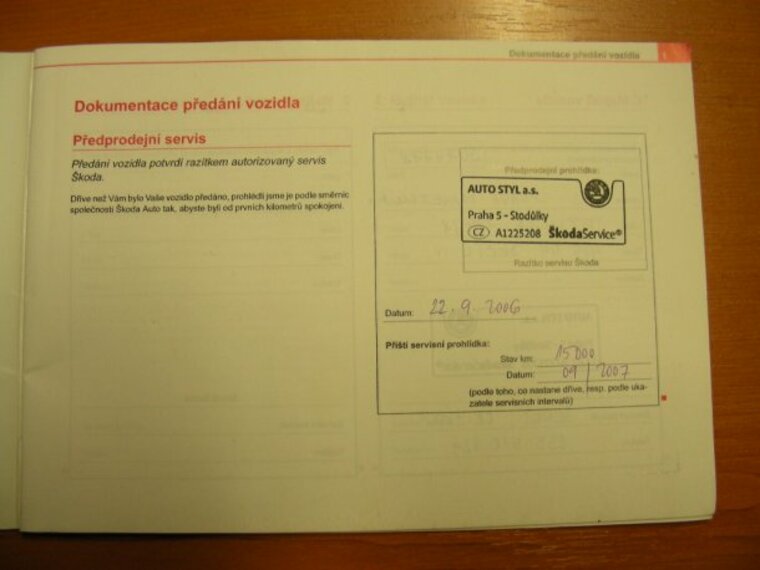 Dokumentace předání vozidla
Dokumentace předání vozidla
Předprodejní servis
Předání vozidla potvrdí razítkem autorizovaný servis
Škoda.
Dříve než Vám bylo Vaše vozidlo předáno, prohlédli jsme je podle směrnic
společnosti Škoda Auto tak, abyste byli od prvních kilometrů spokojeni.
Předprodejní prohlídka:
AUTO STYL a.s.
Praha 5 - Stodůlky
CZ A1225208 ŠkodaService®
Razítko servisu Škoda
Datum: 22.9.2006
Příští servisní prohlídka:
Stav km: 15000
Datum: 09/2007
(podle toho, co nastane dříve, resp. podle uka-
zatele servisních intervalů)